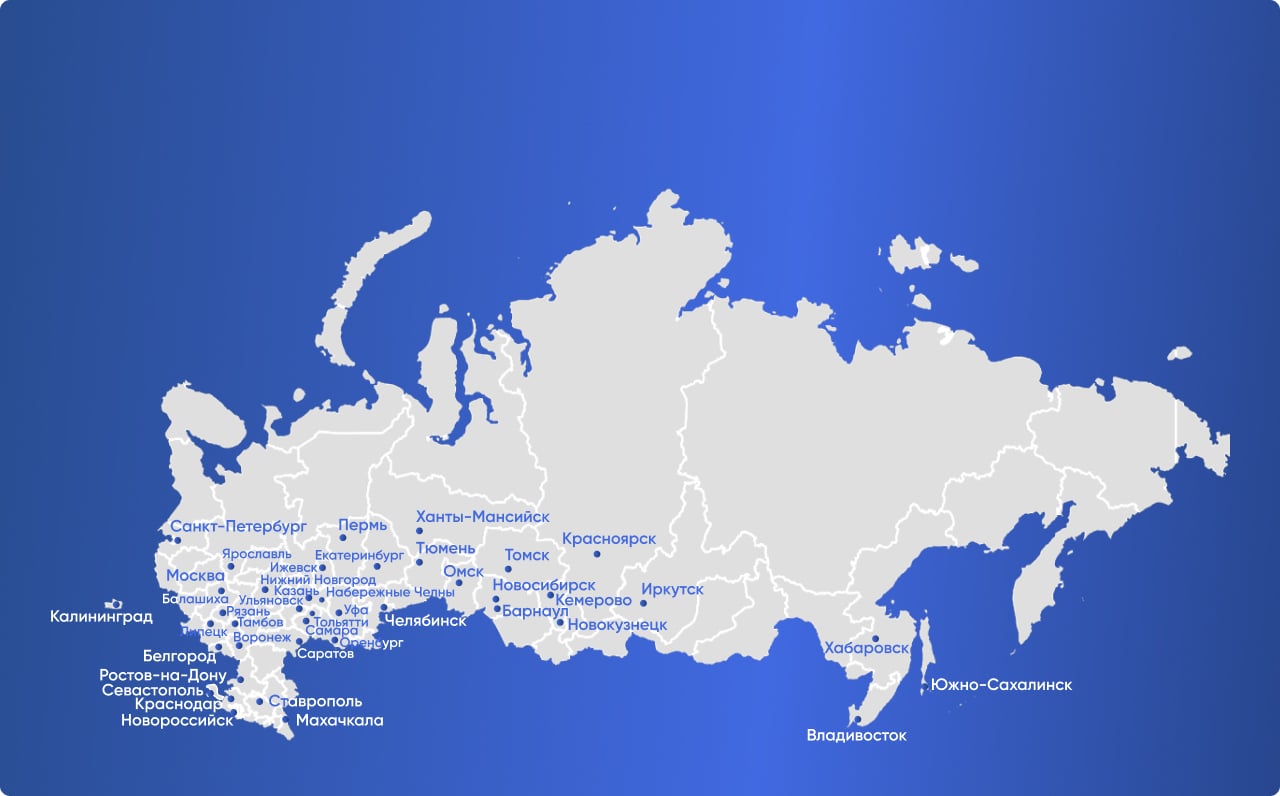 Ханты-Мансийск
Санкт-Петербург
Пермь
Красноярск
Тюмень
Ярославль
Екатеринбург
Томск
Ижевск
Омск
Москва
Нижний Новгород
Новосибирск
Иркутск
Казань
Набережные Челны
Балашиха
Ульяновск
Кемерово
Рязань
Уфа
Барнаул
Калининград
Тамбов
Тольятти
Челябинск
Новокузнецк
Липецк
Самара
Воронеж
Оренбург
Хабаровск
Саратов
Белгород
Ростов-на-Дону
Южно-Сахалинск
Севастополь
Ставрополь
Краснодар
Новороссийск
Махачкала
Владивосток